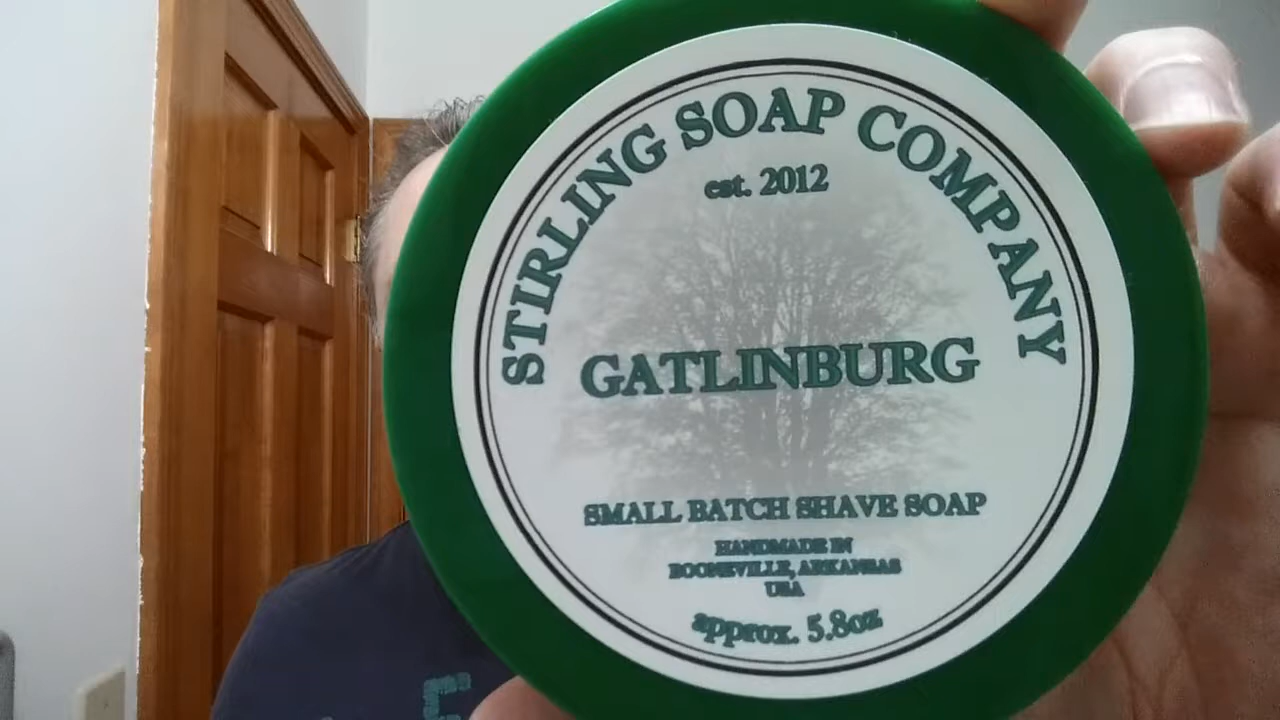 STIRLING SOAP COMPANY
est. 2012
GATLINBURG
SMALL BATCH SHAVE SOAP
HANDMADE IN
BOONEVILLE, ARKANSAS
USA
approx. 5.8oz